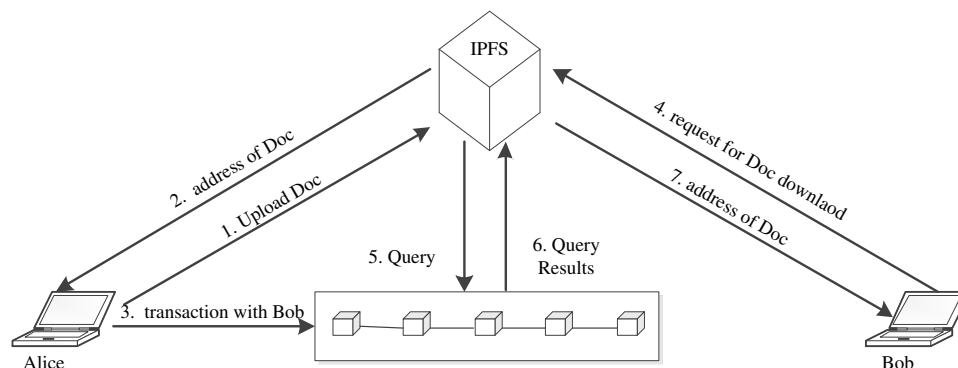 IPFS
2. address of Doc
1. Upload Doc
4. request for Doc downlaod
7. address of Doc
5. Query
6. Query
Results
3. transaction with Bob
Alice
Bob